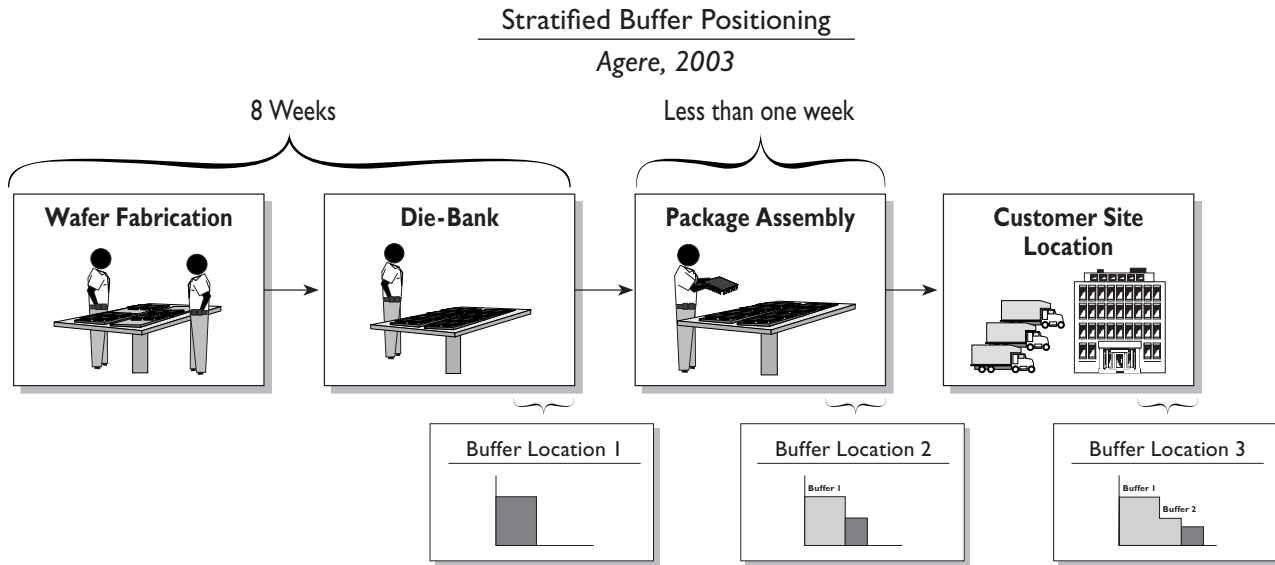 Stratified Buffer Positioning
Agere, 2003
8 Weeks
Less than one week
Wafer Fabrication
Die-Bank
Package Assembly
Customer Site
Location
Buffer Location 1
Buffer Location 2
Buffer 1
Buffer Location 3
Buffer 1
Buffer 2